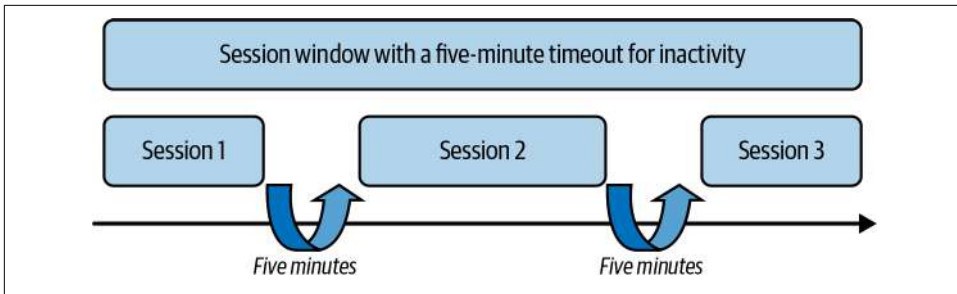 Session window with a five-minute timeout for inactivity
Session 1
Session 2
Session 3
Five minutes
Five minutes